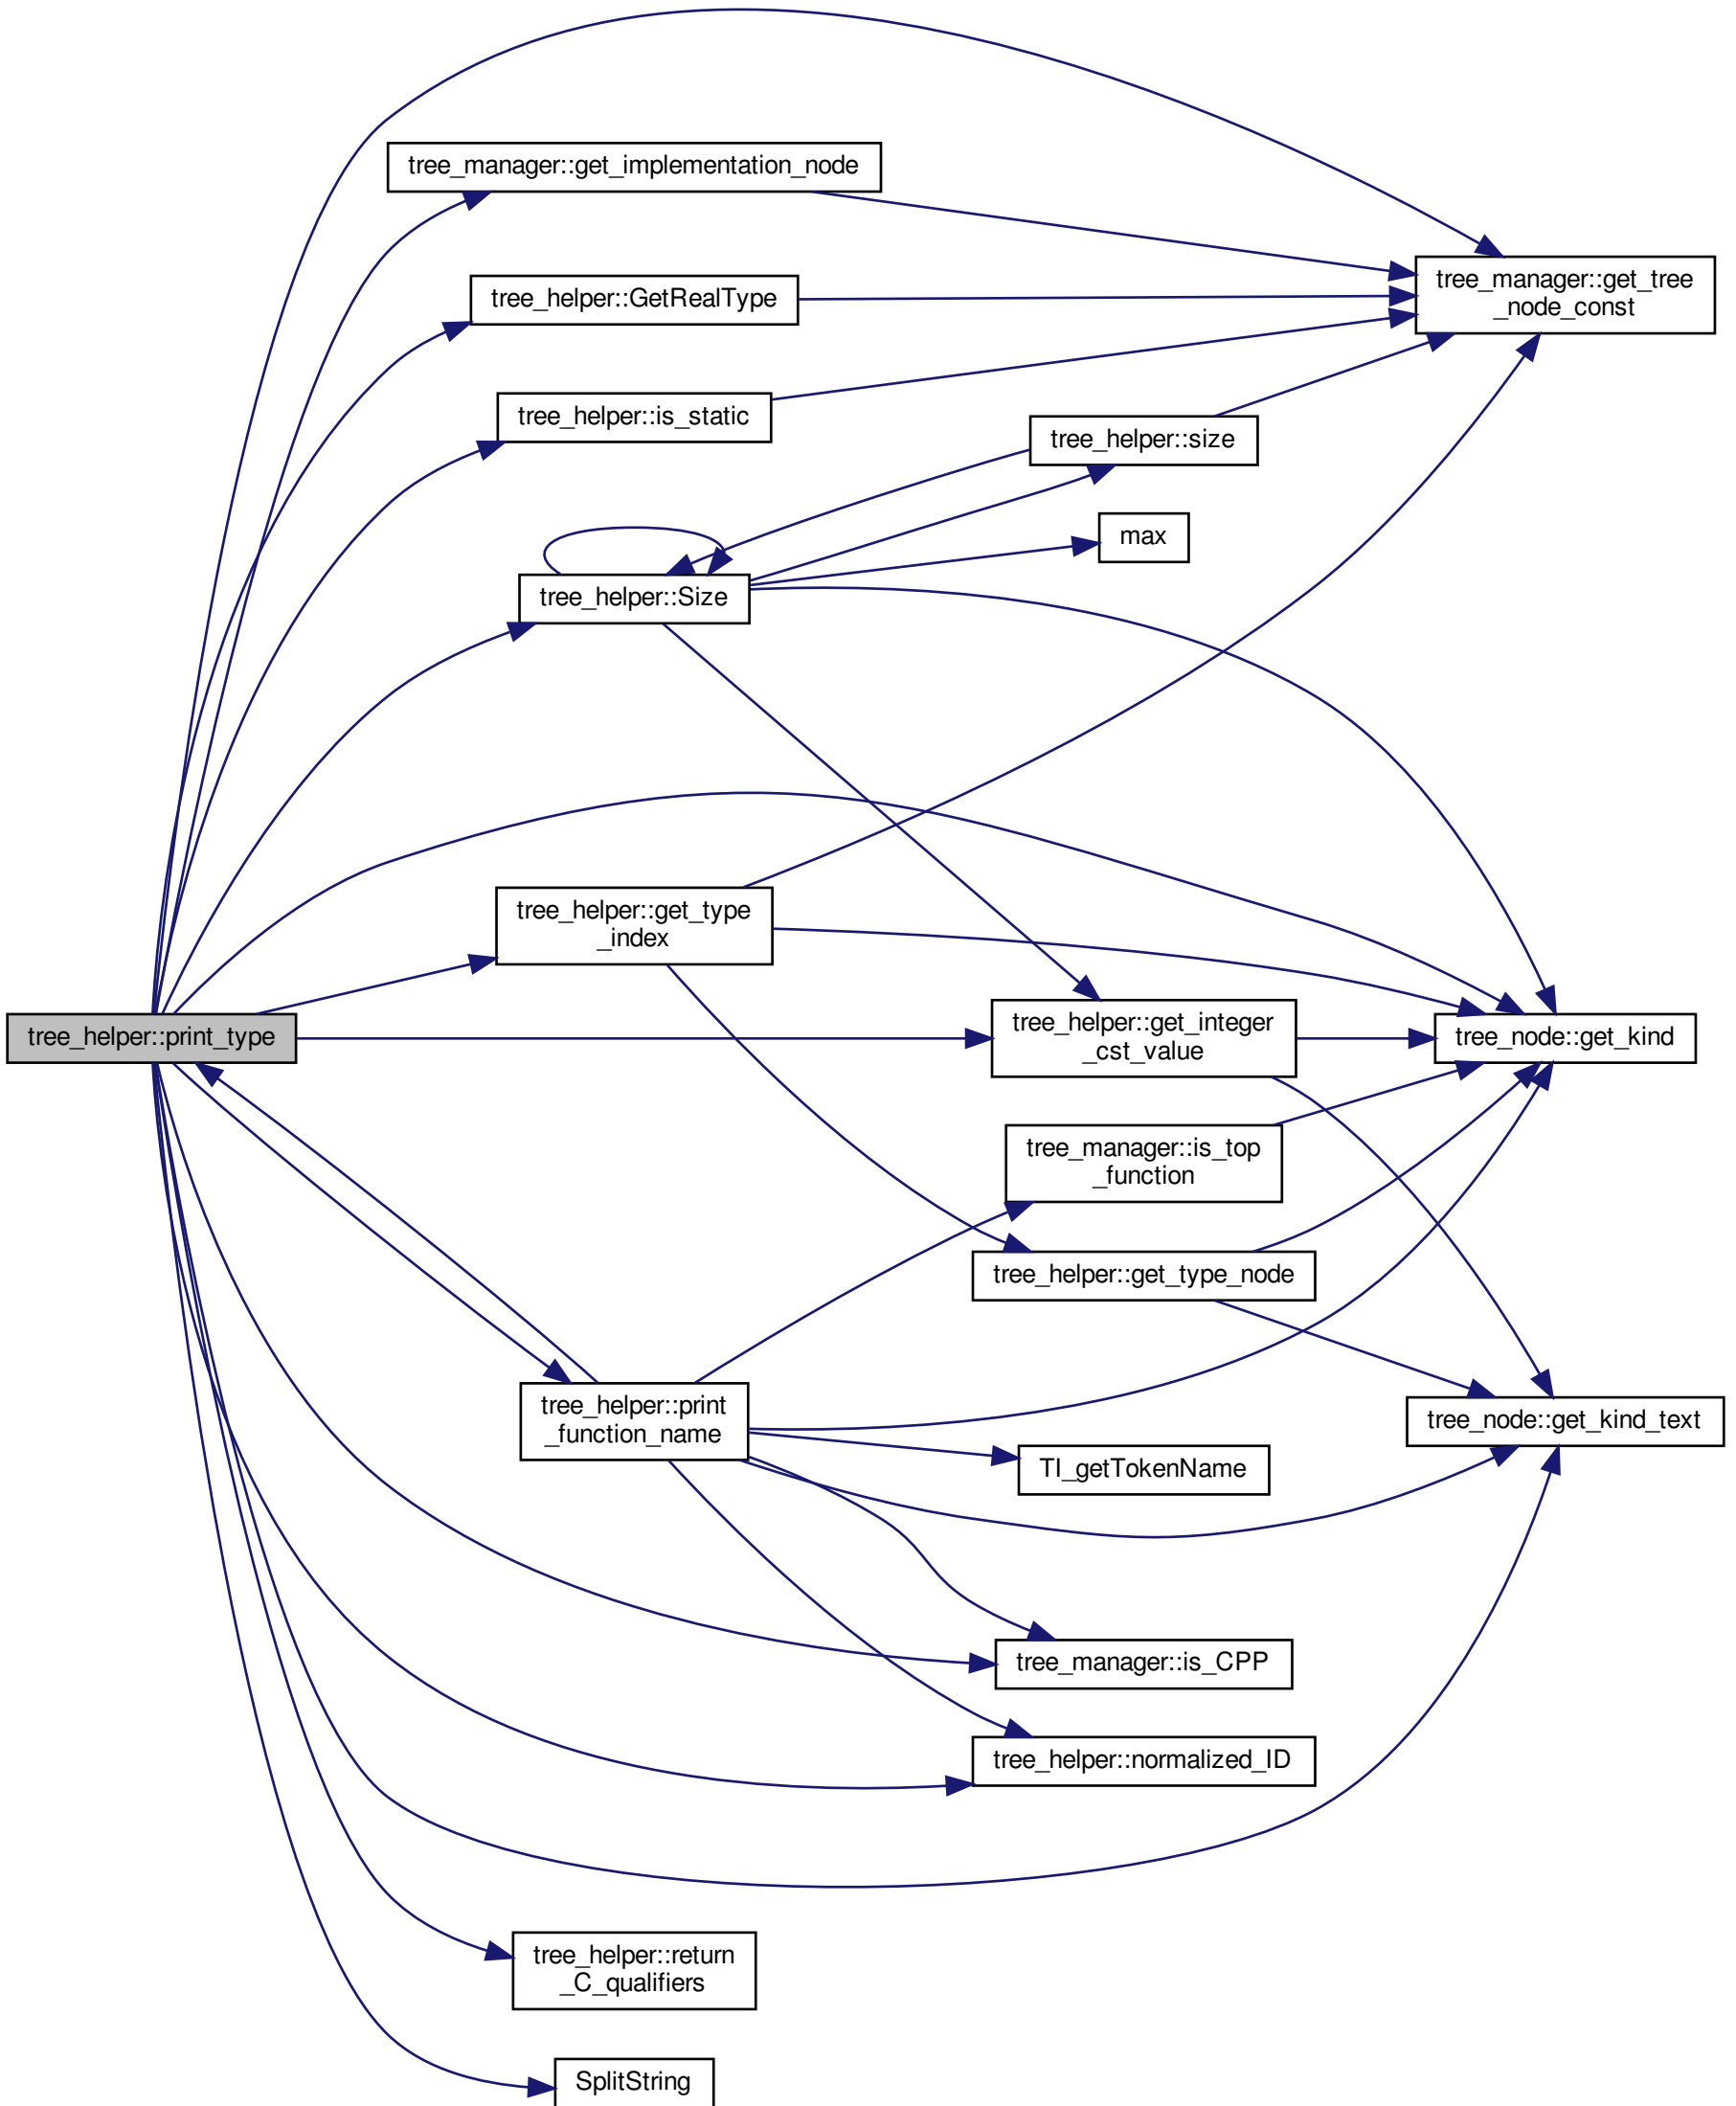 tree_manager::get_implementation_node
tree_manager::get_tree
_node_const
tree_helper::GetRealType
tree_helper::is_static
tree_helper::size
max
tree_helper::Size
tree_helper::get_type
_index
tree_helper::print_type
tree_helper::get_integer
_cst_value
tree_node::get_kind
tree_manager::is_top
_function
tree_helper::get_type_node
tree_helper::print
_function_name
tree_node::get_kind_text
TI_getTokenName
tree_manager::is_CPP
tree_helper::normalized_ID
tree_helper::return
_C_qualifiers
SplitString